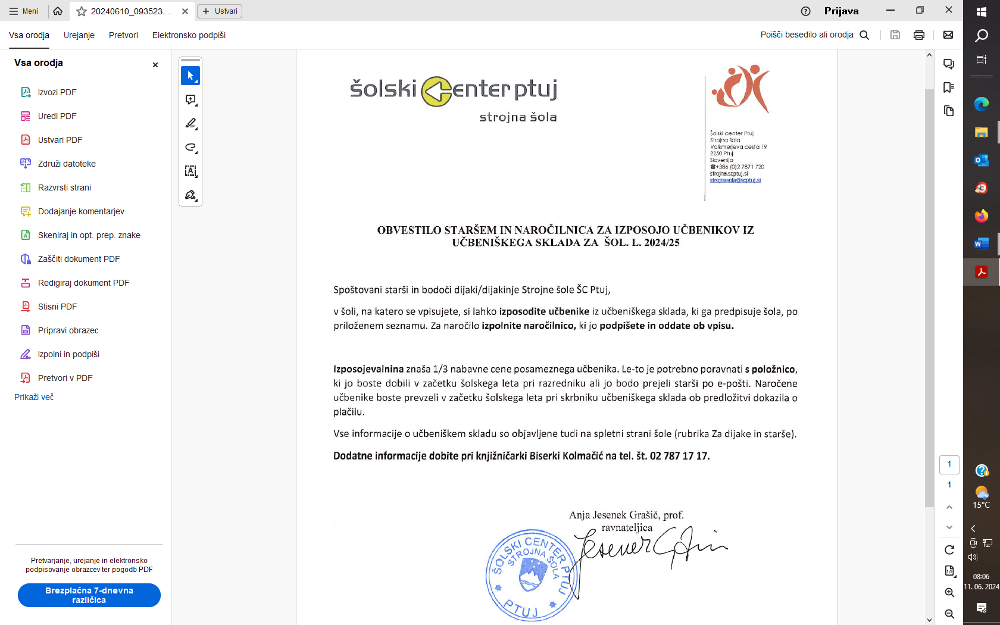 Meni
20240610_093523....
Ustvari
Prijava
Vsa orodja
Urejanje
Pretvori
Elektronsko podpiši
Poišči besedilo ali orodja
Vsa orodja
Izvozi PDF
Uredi PDF
Ustvari PDF
Združi datoteke
Razvrsti strani
Dodajanje komentarjev
Skeniraj in opt. prep. znake
Zaščiti dokument PDF
Redigiraj dokument PDF
Stisni PDF
Pripravi obrazec
Izpolni in podpiši
Pretvori v PDF
Prikaži več
Pretvarjanje, urejanje in elektronsko
podpisovanje obrazcev ter pogodb PDF
Brezplačna 7-dnevna
različica
šolski center ptuj
strojna šola
Šolski center Ptuj
Strojna šola
Volkmerjeva cesta 19
2250 Ptuj
Slovenija
☎+386 (0)2 7871 720
strojna.scptuj.si
strojnasola@scptuj.si
OBVESTILO STARŠEM IN NAROČILNICA ZA IZPOSOJO UČBENIKOV IZ
UČBENIŠKEGA SKLADA ZA ŠOL. L. 2024/25
Spoštovani starši in bodoči dijaki/dijakinje Strojne šole ŠC Ptuj,
v šoli, na katero se vpisujete, si lahko izposodite učbenike iz učbeniškega sklada, ki ga predpisuje šola, po
priloženem seznamu. Za naročilo izpolnite naročilnico, ki jo podpišete in oddate ob vpisu.
Izposojevalnina znaša 1/3 nabavne cene posameznega učbenika. Le-to je potrebno poravnati s položnico,
ki jo boste dobili v začetku šolskega leta pri razredniku ali jo bodo prejeli starši po e-pošti. Naročene
učbenike boste prevzeli v začetku šolskega leta pri skrbniku učbeniškega sklada ob predložitvi dokazila o
plačilu.
Vse informacije o učbeniškem skladu so objavljene tudi na spletni strani šole (rubrika Za dijake in starše).
Dodatne informacije dobite pri knjižničarki Biserki Kolmačić na tel. št. 02 787 17 17.
Anja Jesenek Grašič, prof.
ravnateljica
ŠOLSKI CENTER PTUJ
STROJNA ŠOLA
PTUJ
1
1
15°C
08:06
11. 06. 2024